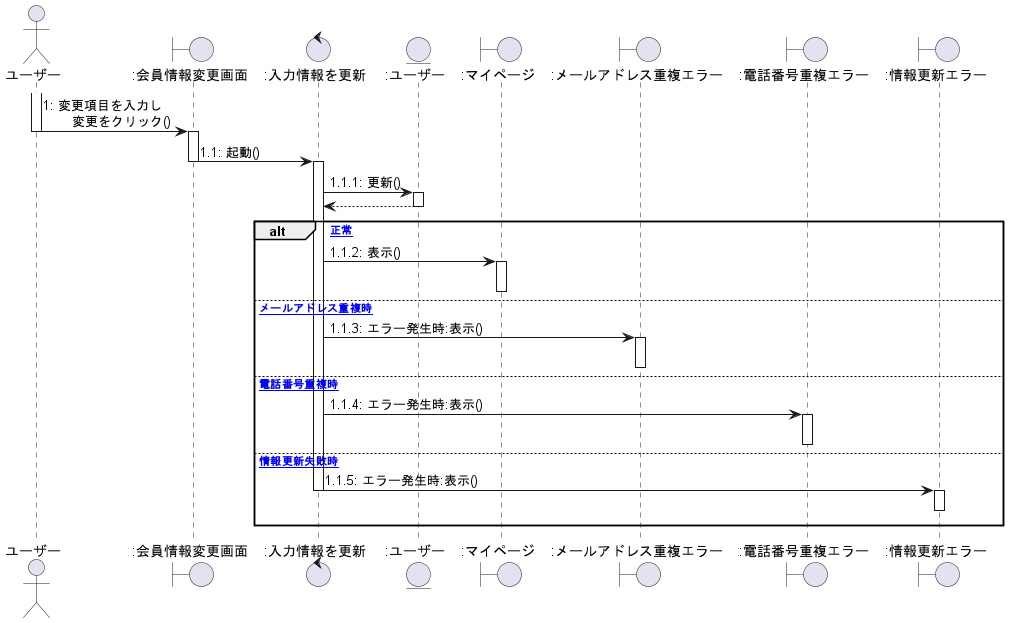 ユーザー
:会員情報変更画面
:入力情報を更新
:ユーザー
:マイページ
:メールアドレス重複エラー
:電話番号重複エラー
:情報更新エラー
1: 変更項目を入力し
変更をクリック()
1.1: 起動()
1.1.1: 更新()
alt
正常
1.1.2: 表示()
メールアドレス重複時
1.1.3: エラー発生時:表示()
電話番号重複時
1.1.4: エラー発生時:表示()
情報更新失敗時
1.1.5: エラー発生時:表示()
ユーザー
:会員情報変更画面
:入力情報を更新
:ユーザー
:マイページ
:メールアドレス重複エラー
:電話番号重複エラー
:情報更新エラー